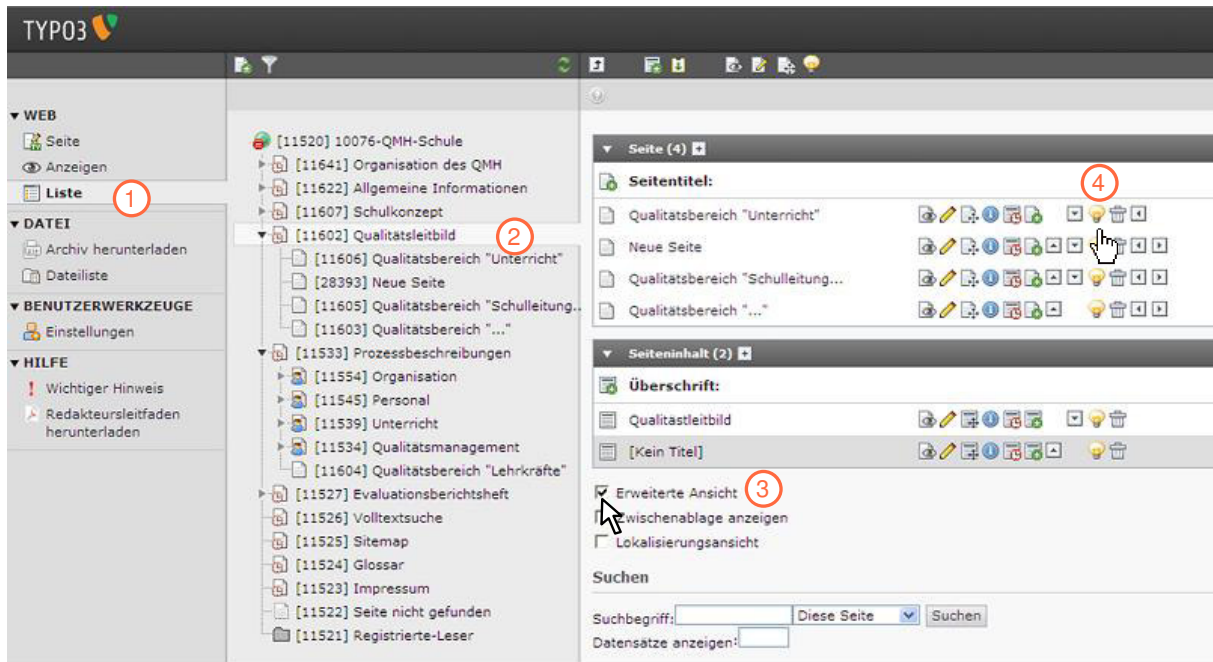 TYPO3
WEB
Seite
Anzeigen
Liste
1
DATEI
Archiv herunterladen
Dateiliste
BENUTZERWERKZEUGE
Einstellungen
HILFE
Wichtiger Hinweis
Redakteursleitfaden
herunterladen
[11520] 10076-QMH-Schule
[11641] Organisation des QMH
[11622] Allgemeine Informationen
[11607] Schulkonzept
[11602] Qualitätsleitbild
2
[11606] Qualitätsbereich "Unterricht"
[28393] Neue Seite
[11605] Qualitätsbereich "Schulleitung..
[11603] Qualitätsbereich "..."
[11533] Prozessbeschreibungen
[11554] Organisation
[11545] Personal
[11539] Unterricht
[11534] Qualitätsmanagement
[11604] Qualitätsbereich "Lehrkräfte"
[11527] Evaluationsberichtsheft
[11526] Volltextsuche
[11525] Sitemap
[11524] Glossar
[11523] Impressum
[11522] Seite nicht gefunden
[11521] Registrierte-Leser
Seite (4)
Seitentitel:
4
Qualitätsbereich "Unterricht"
Neue Seite
Qualitätsbereich "Schulleitung...
Qualitätsbereich "..."
Seiteninhalt (2)
Überschrift:
Qualitästleitbild
[Kein Titel]
Erweiterte Ansicht 3
Zwischenablage anzeigen
Lokalisierungsansicht
Suchen
Suchbegriff: Diese Seite Suchen
Datensätze anzeigen: